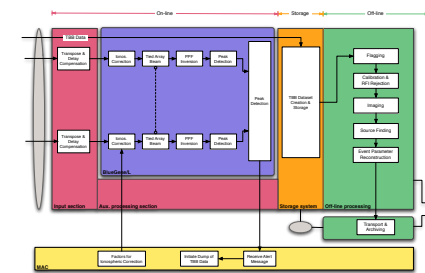 On-line
Storage
Off-line
TBB Data
Transpose &
Delay
Compensation
Ionos.
Correction
Tied Array
Beam
PPF
Inversion
Peak
Detection
Peak
Detection
TBB Dataset
Creation &
Storage
Flagging
Calibration &
RFI Rejection
Imaging
Source Finding
Event Parameter
Reconstruction
Transpose &
Delay
Compensation
Ionos.
Correction
Tied Array
Beam
PPF
Inversion
Peak
Detection
BlueGene/L
Input section
Aux. processing section
Storage system
Off-line processing
Transport &
Archiving
Factors for
Ionospheric Correction
Initiate Dump of
TBB Data
Receive Alert
Message
MAC